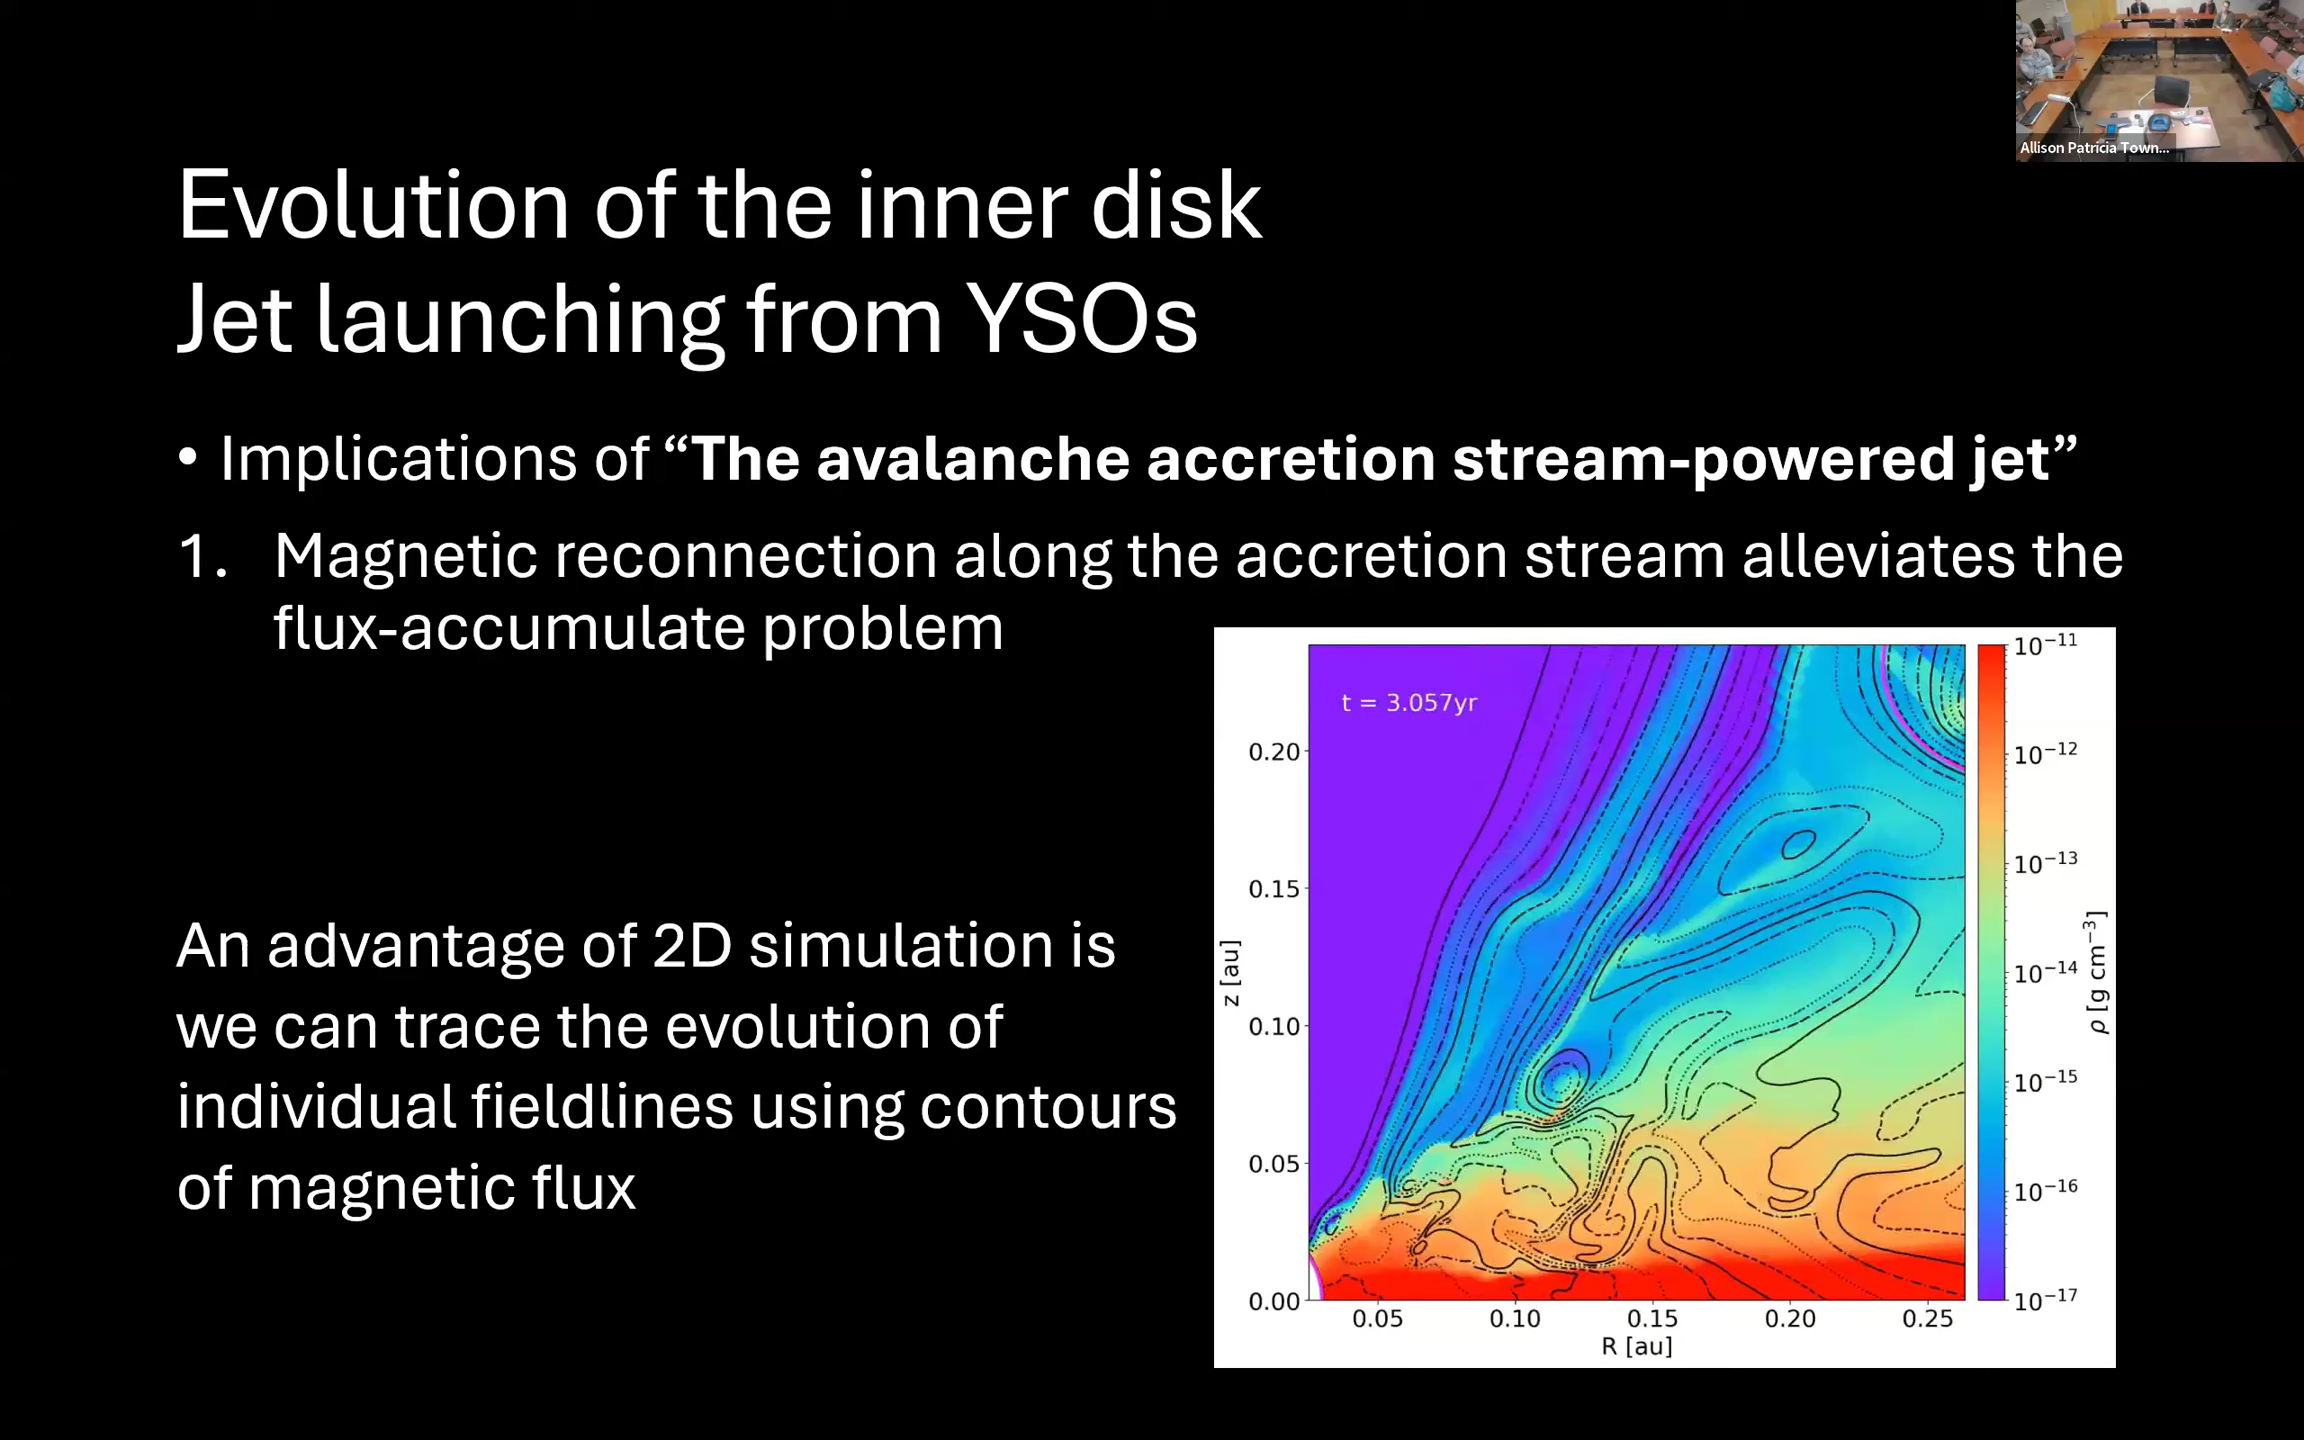 Allison Patricia Town...
Evolution of the inner disk
Jet launching from YSOs
• Implications of “The avalanche accretion stream-powered jet”
1. Magnetic reconnection along the accretion stream alleviates the
flux-accumulate problem
An advantage of 2D simulation is
we can trace the evolution of
individual fieldlines using contours
of magnetic flux
t = 3.057yr
z [au]
0.20
0.15
0.10
0.05
0.00
0.05 0.10 0.15 0.20 0.25
R [au]
10⁻¹¹
10⁻¹²
10⁻¹³
10⁻¹⁴
10⁻¹⁵
10⁻¹⁶
10⁻¹⁷
ρ [g cm⁻³]